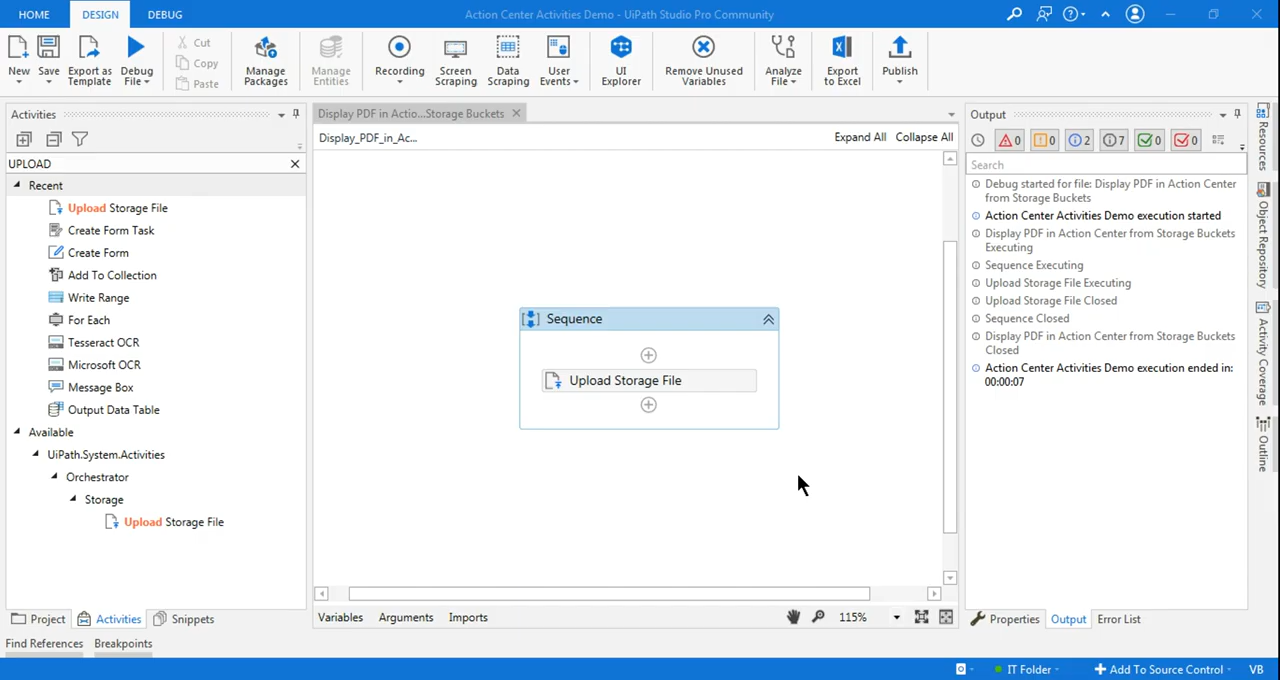 HOME DESIGN DEBUG Action Center Activities Demo - UiPath Studio Pro Community
New Save Export as Template Debug File Cut Copy Paste Manage Packages Manage Entities Recording Screen Scraping Data Scraping User Events UI Explorer Remove Unused Variables Analyze File Export to Excel Publish
Activities
UPLOAD
Recent
Upload Storage File
Create Form Task
Create Form
Add To Collection
Write Range
For Each
Tesseract OCR
Microsoft OCR
Message Box
Output Data Table
Available
UiPath.System.Activities
Orchestrator
Storage
Upload Storage File
Project Activities Snippets
Find References Breakpoints
Display PDF in Actio...Storage Buckets
Display_PDF_in_Ac... Expand All Collapse All
Sequence
Upload Storage File
Variables Arguments Imports 115%
Output
0 0 2 7 0 0
Search
Debug started for file: Display PDF in Action Center
from Storage Buckets
Action Center Activities Demo execution started
Display PDF in Action Center from Storage Buckets
Executing
Sequence Executing
Upload Storage File Executing
Upload Storage File Closed
Sequence Closed
Display PDF in Action Center from Storage Buckets
Closed
Action Center Activities Demo execution ended in:
00:00:07
Properties Output Error List
Resources
Object Repository
Activity Coverage
Outline
IT Folder Add To Source Control VB